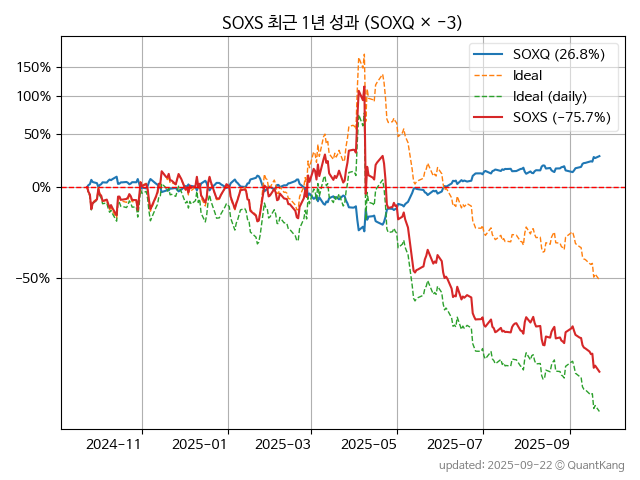 SOXS 최근 1년 성과 (SOXQ × −3)
SOXQ (26.8%)
Ideal
Ideal (daily)
SOXS (−75.7%)
150%
100%
50%
0%
−50%
2024−11
2025−01
2025−03
2025−05
2025−07
2025−09
updated: 2025−09−22 © QuantKang